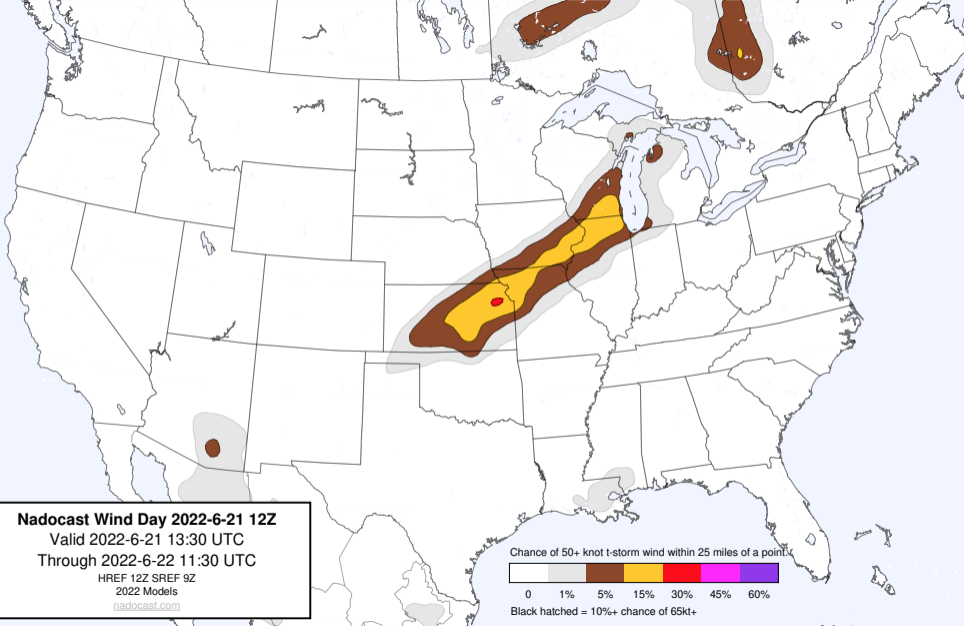 Nadocast Wind Day 2022-6-21 12Z
Valid 2022-6-21 13:30 UTC
Through 2022-6-22 11:30 UTC
HREF 12Z SREF 9Z
2022 Models
nadocast.com
Chance of 50+ knot t-storm wind within 25 miles of a point.
0 1% 5% 15% 30% 45% 60%
Black hatched = 10%+ chance of 65kt+